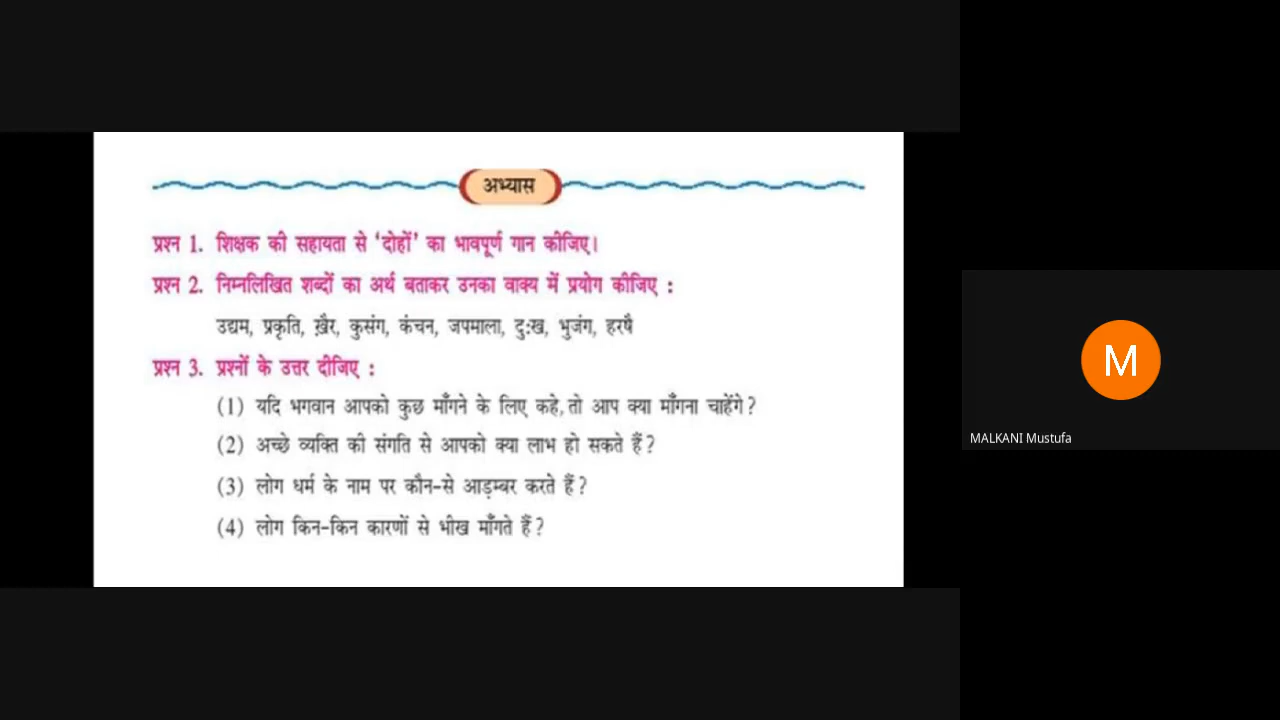 अभ्यास
प्रश्न 1. शिक्षक की सहायता से 'दोहों' का भावपूर्ण गान कीजिए।
प्रश्न 2. निम्नलिखित शब्दों का अर्थ बताकर उनका वाक्य में प्रयोग कीजिए :
उद्यम, प्रकृति, ख़ैर, कुसंग, कंचन, जपमाला, दुःख, भुजंग, हरषै
प्रश्न 3. प्रश्नों के उत्तर दीजिए :
(1) यदि भगवान आपको कुछ माँगने के लिए कहे, तो आप क्या माँगना चाहेंगे?
(2) अच्छे व्यक्ति की संगति से आपको क्या लाभ हो सकते हैं?
(3) लोग धर्म के नाम पर कौन-से आड़म्बर करते हैं?
(4) लोग किन-किन कारणों से भीख माँगते हैं?
M
MALKANI Mustufa